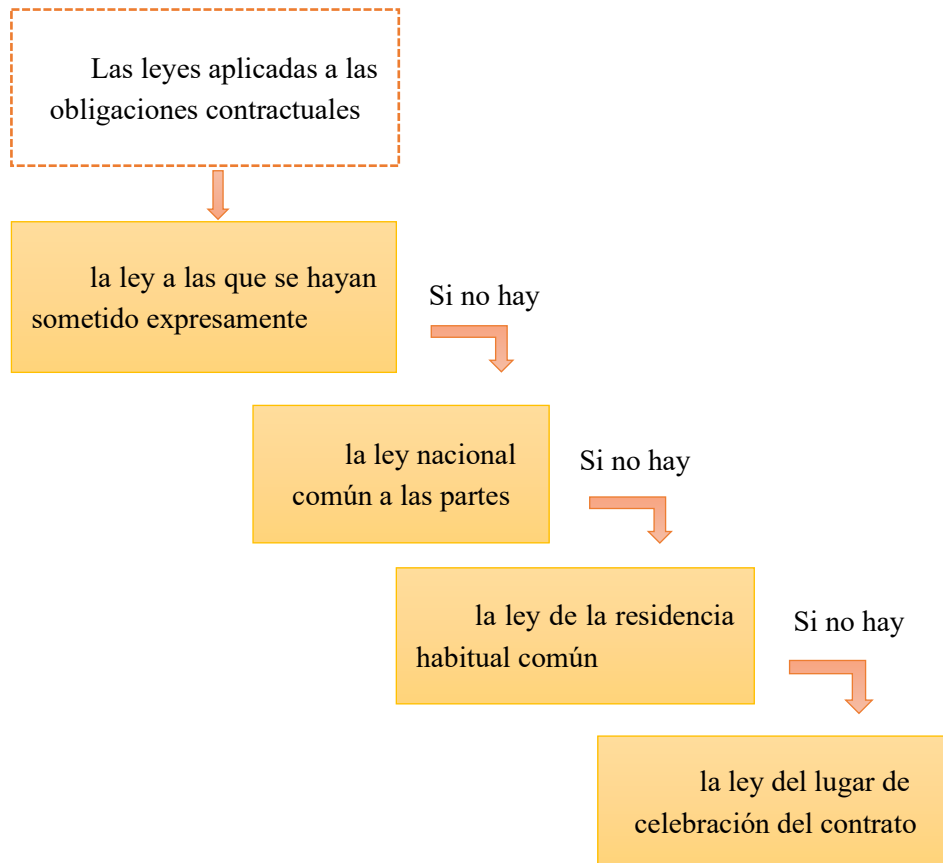 Las leyes aplicadas a las
obligaciones contractuales
la ley a las que se hayan
sometido expresamente
Si no hay
la ley nacional
común a las partes
Si no hay
la ley de la residencia
habitual común
Si no hay
la ley del lugar de
celebración del contrato